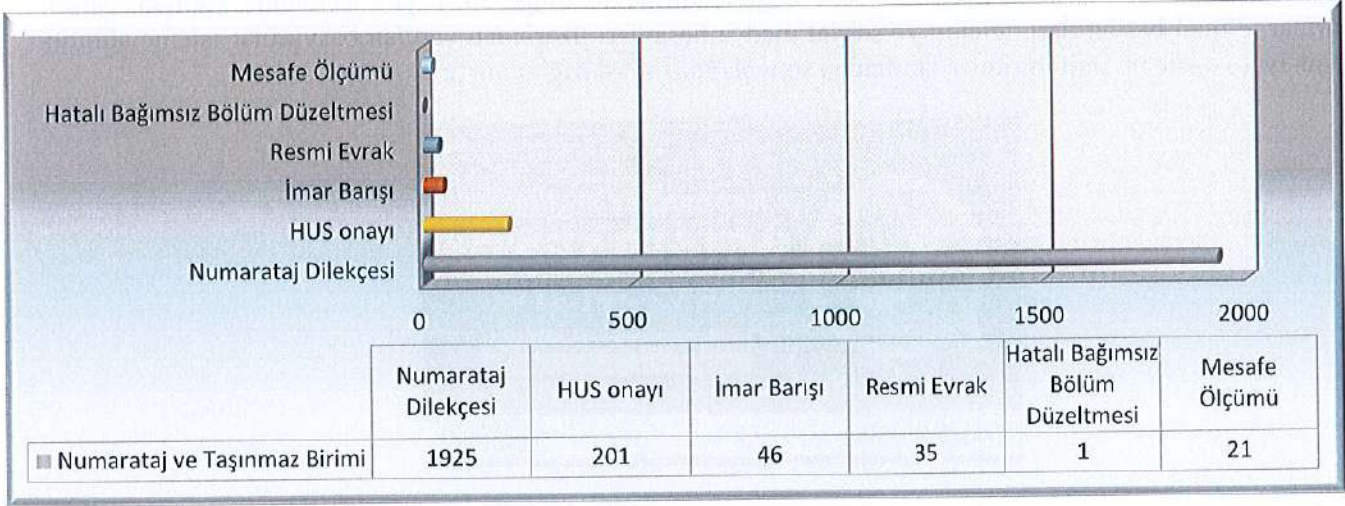 Mesafe Ölçümü
Hatalı Bağımsız Bölüm Düzeltmesi
Resmi Evrak
İmar Barışı
HUS onayı
Numarataj Dilekçesi
0 500 1000 1500 2000
Numarataj Dilekçesi
HUS onayı
İmar Barışı
Resmi Evrak
Hatalı Bağımsız Bölüm Düzeltmesi
Mesafe Ölçümü
Numarataj ve Taşınmaz Birimi 1925 201 46 35 1 21